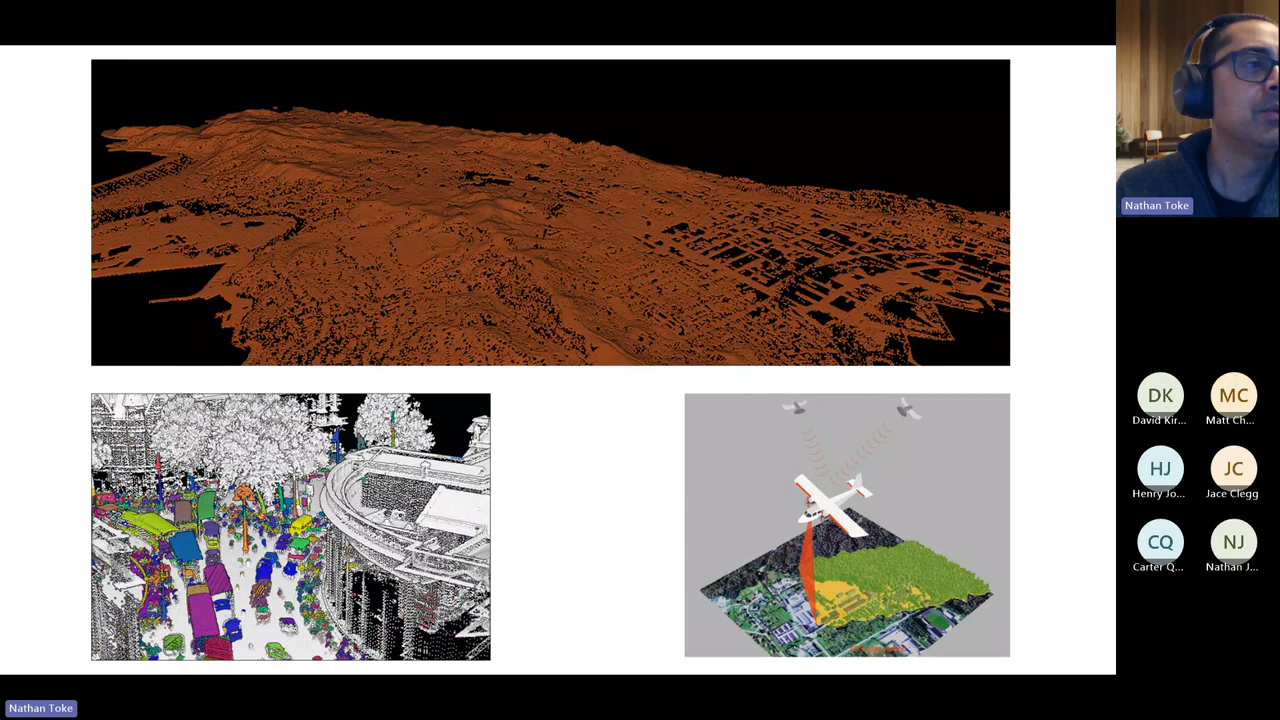 Nathan Toke
DK
MC
David Kir...
Matt Ch...
HJ
JC
Henry Jo...
Jace Clegg
CQ
NJ
Carter Q...
Nathan J...
Nathan Toke